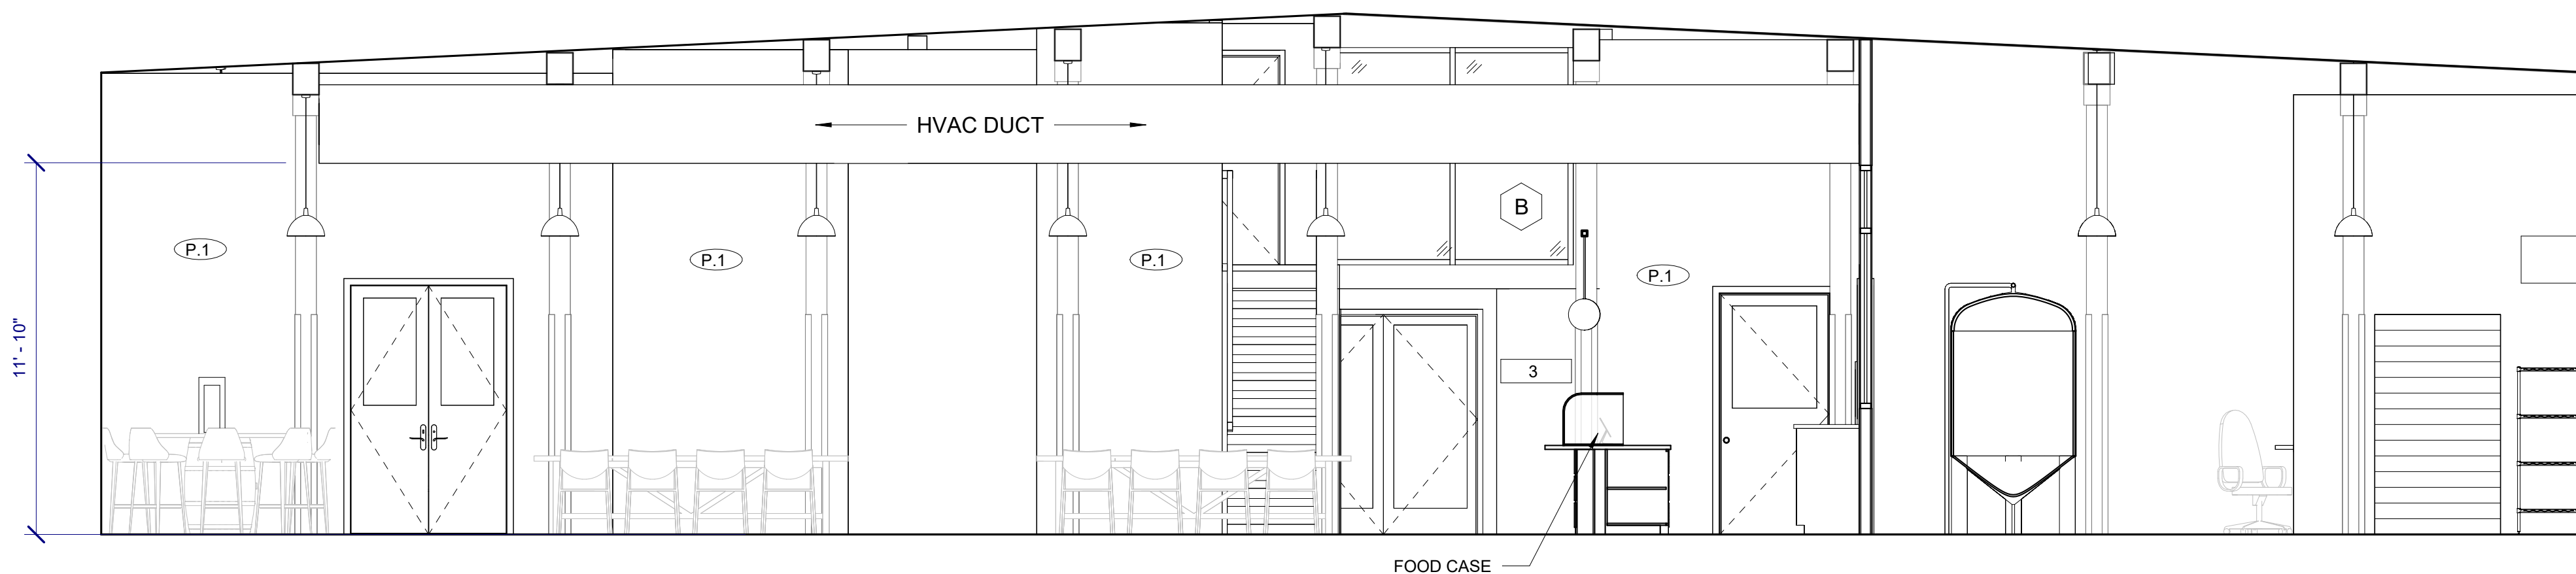 HVAC DUCT
B
P.1
P.1
P.1
P.1
11' - 10"
3
FOOD CASE